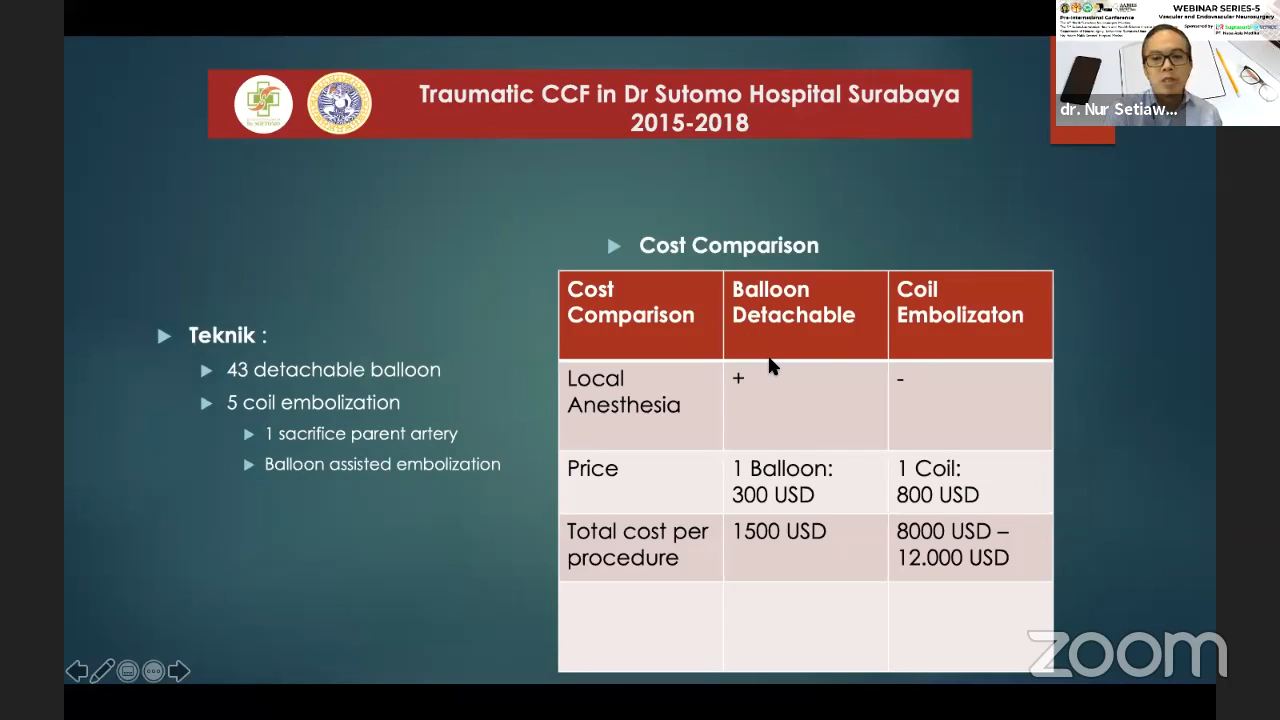 WEBINAR SERIES-5
Vascular and Endovascular Neurosurgery
Pre-International Conference
dr. Nur Setiaw...
Traumatic CCF in Dr Sutomo Hospital Surabaya
2015-2018
Teknik :
43 detachable balloon
5 coil embolization
1 sacrifice parent artery
Balloon assisted embolization
Cost Comparison
Cost Comparison
Balloon Detachable
Coil Embolizaton
Local Anesthesia
+
-
Price
1 Balloon:
300 USD
1 Coil:
800 USD
Total cost per procedure
1500 USD
8000 USD –
12.000 USD
zoom